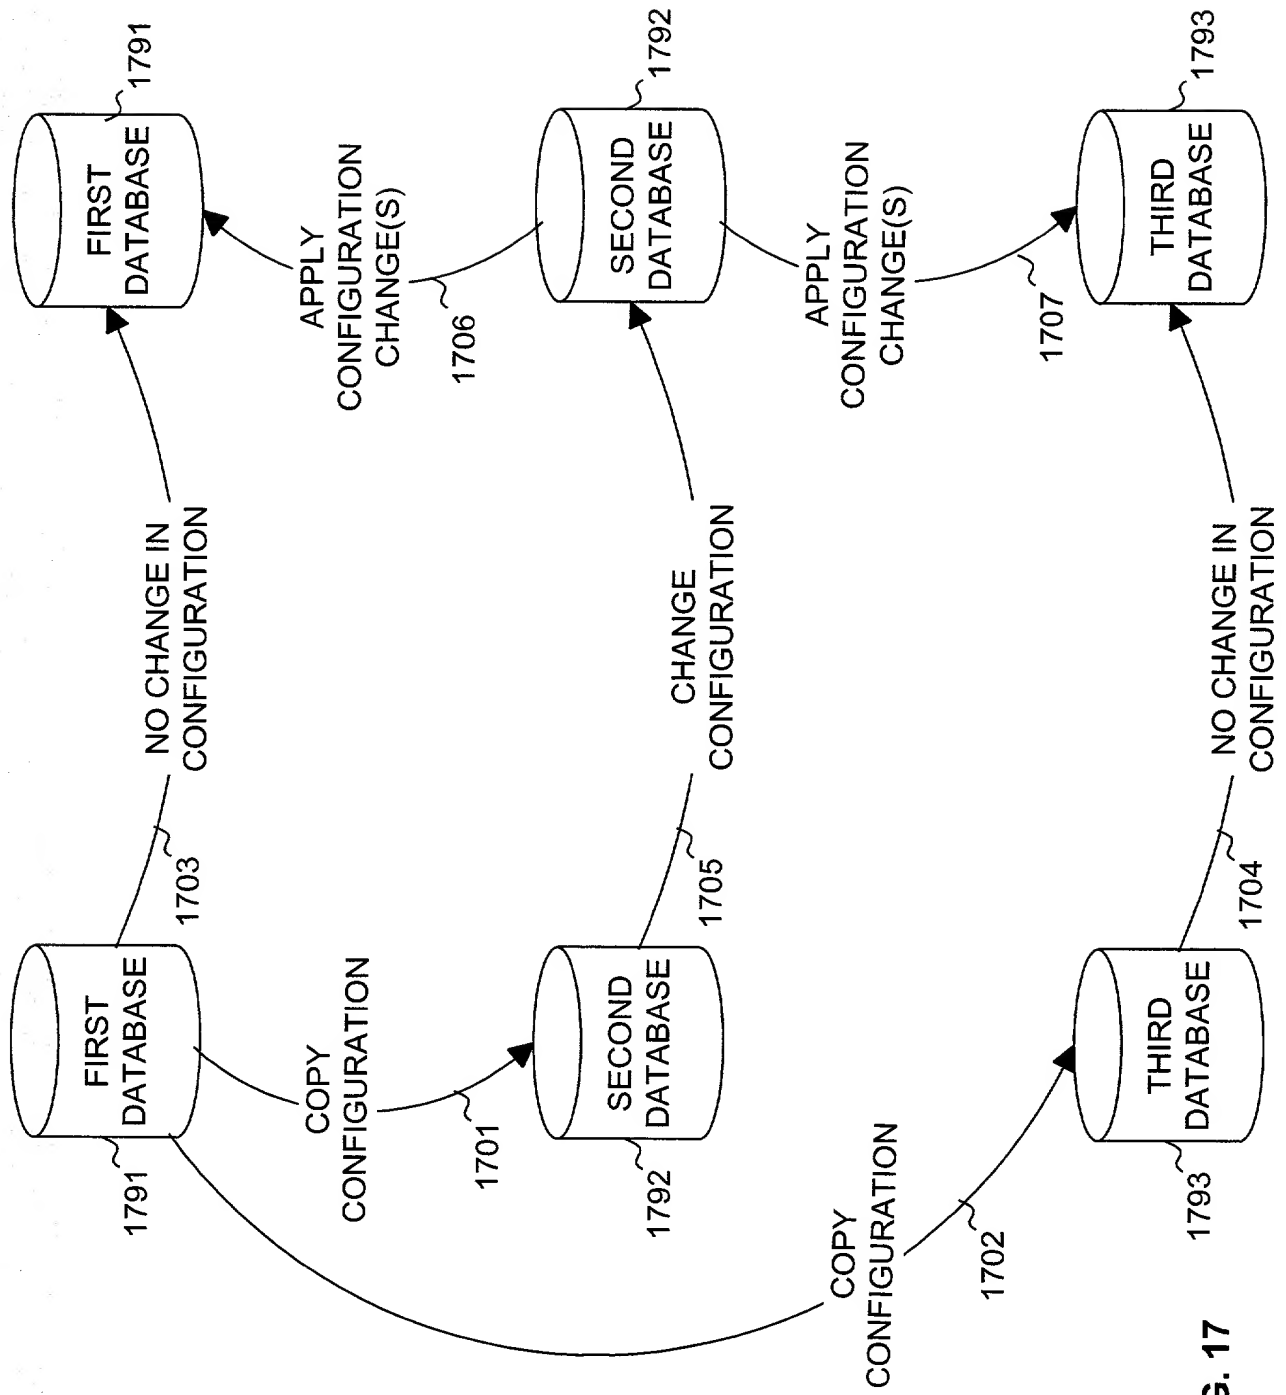 FIRST
DATABASE
1791
NO CHANGE IN
CONFIGURATION
1703
FIRST
DATABASE
1791
COPY
CONFIGURATION
1701
APPLY
CONFIGURATION
CHANGE(S)
1706
SECOND
DATABASE
1792
CHANGE
CONFIGURATION
1705
SECOND
DATABASE
1792
COPY
CONFIGURATION
1702
APPLY
CONFIGURATION
CHANGE(S)
1707
THIRD
DATABASE
1793
NO CHANGE IN
CONFIGURATION
1704
THIRD
DATABASE
1793
G. 17